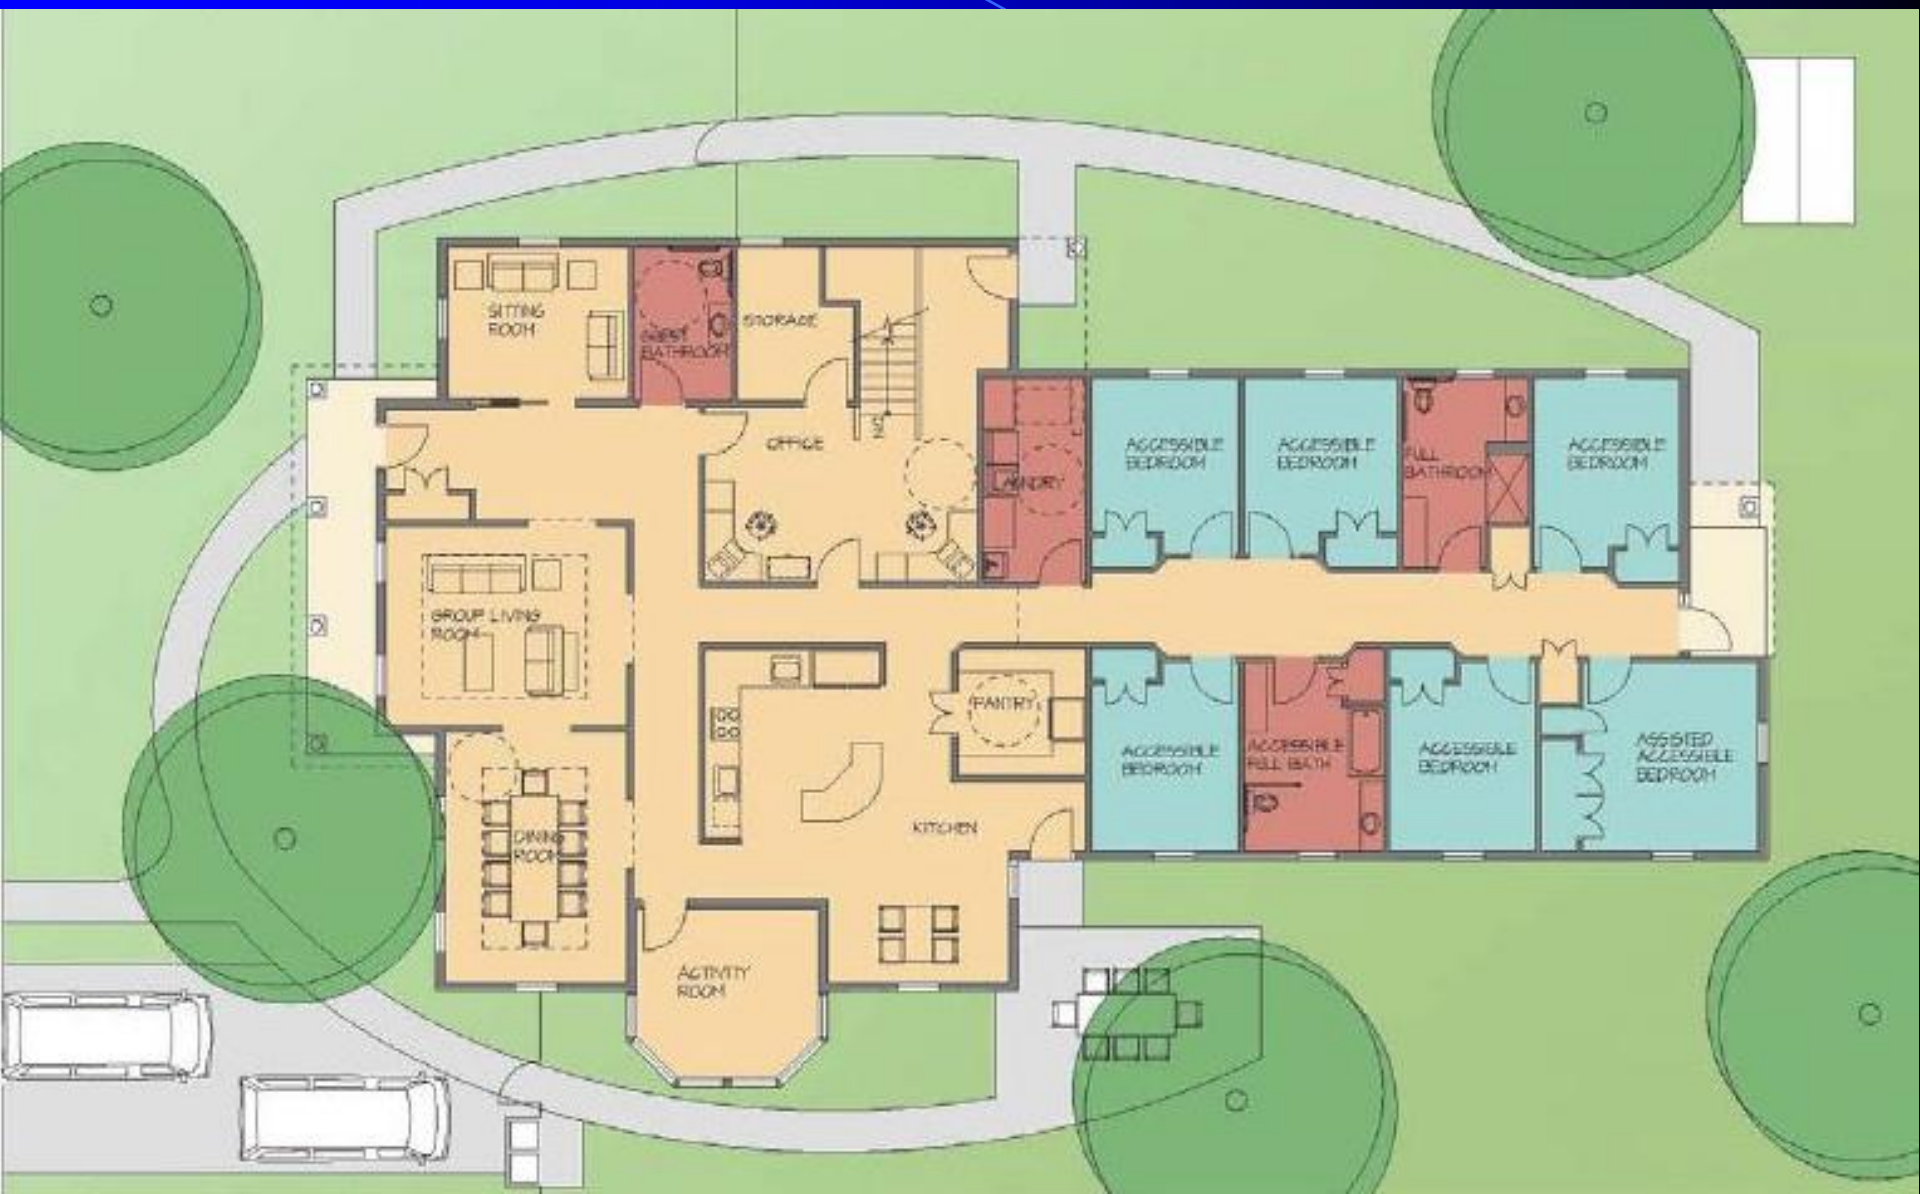 SITTING
ROOM
GUEST
BATHROOM
STORAGE
OFFICE
DN
LAUNDRY
ACCESSIBLE
BEDROOM
ACCESSIBLE
BEDROOM
FULL
BATHROOM
ACCESSIBLE
BEDROOM
GROUP LIVING
ROOM
PANTRY
DINING
ROOM
KITCHEN
ACCESSIBLE
BEDROOM
ACCESSIBLE
FULL BATH
ACCESSIBLE
BEDROOM
ASSISTED
ACCESSIBLE
BEDROOM
ACTIVITY
ROOM